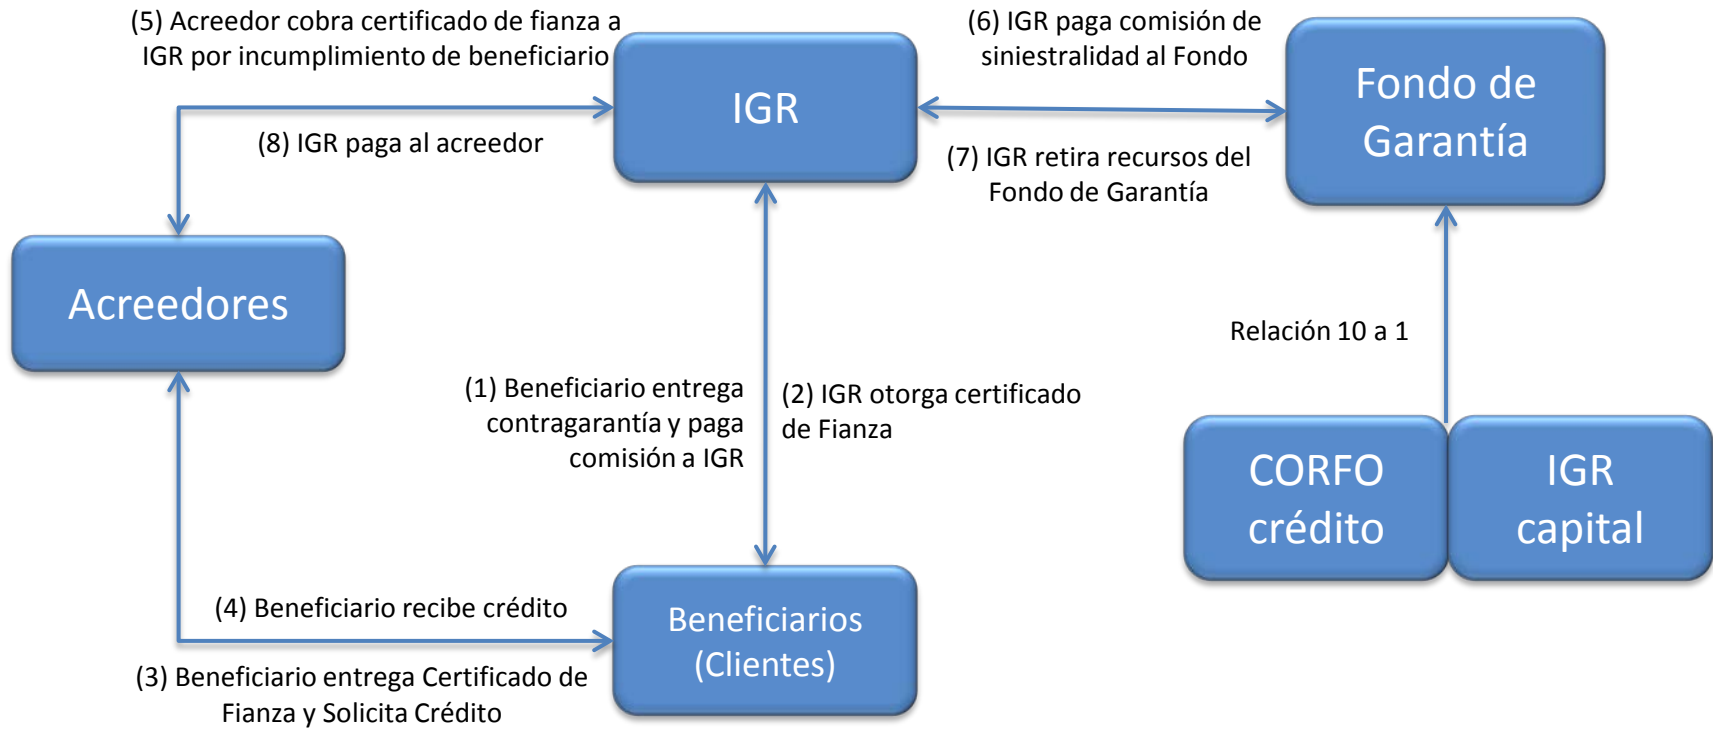 (5) Acreedor cobra certificado de fianza a
IGR por incumplimiento de beneficiario
(6) IGR paga comisión de
siniestralidad al Fondo
IGR
Fondo de
Garantía
(8) IGR paga al acreedor
(7) IGR retira recursos del
Fondo de Garantía
Acreedores
Relación 10 a 1
(1) Beneficiario entrega
contragarantía y paga
comisión a IGR
(2) IGR otorga certificado
de Fianza
CORFO
crédito
IGR
capital
(4) Beneficiario recibe crédito
Beneficiarios
(Clientes)
(3) Beneficiario entrega Certificado de
Fianza y Solicita Crédito